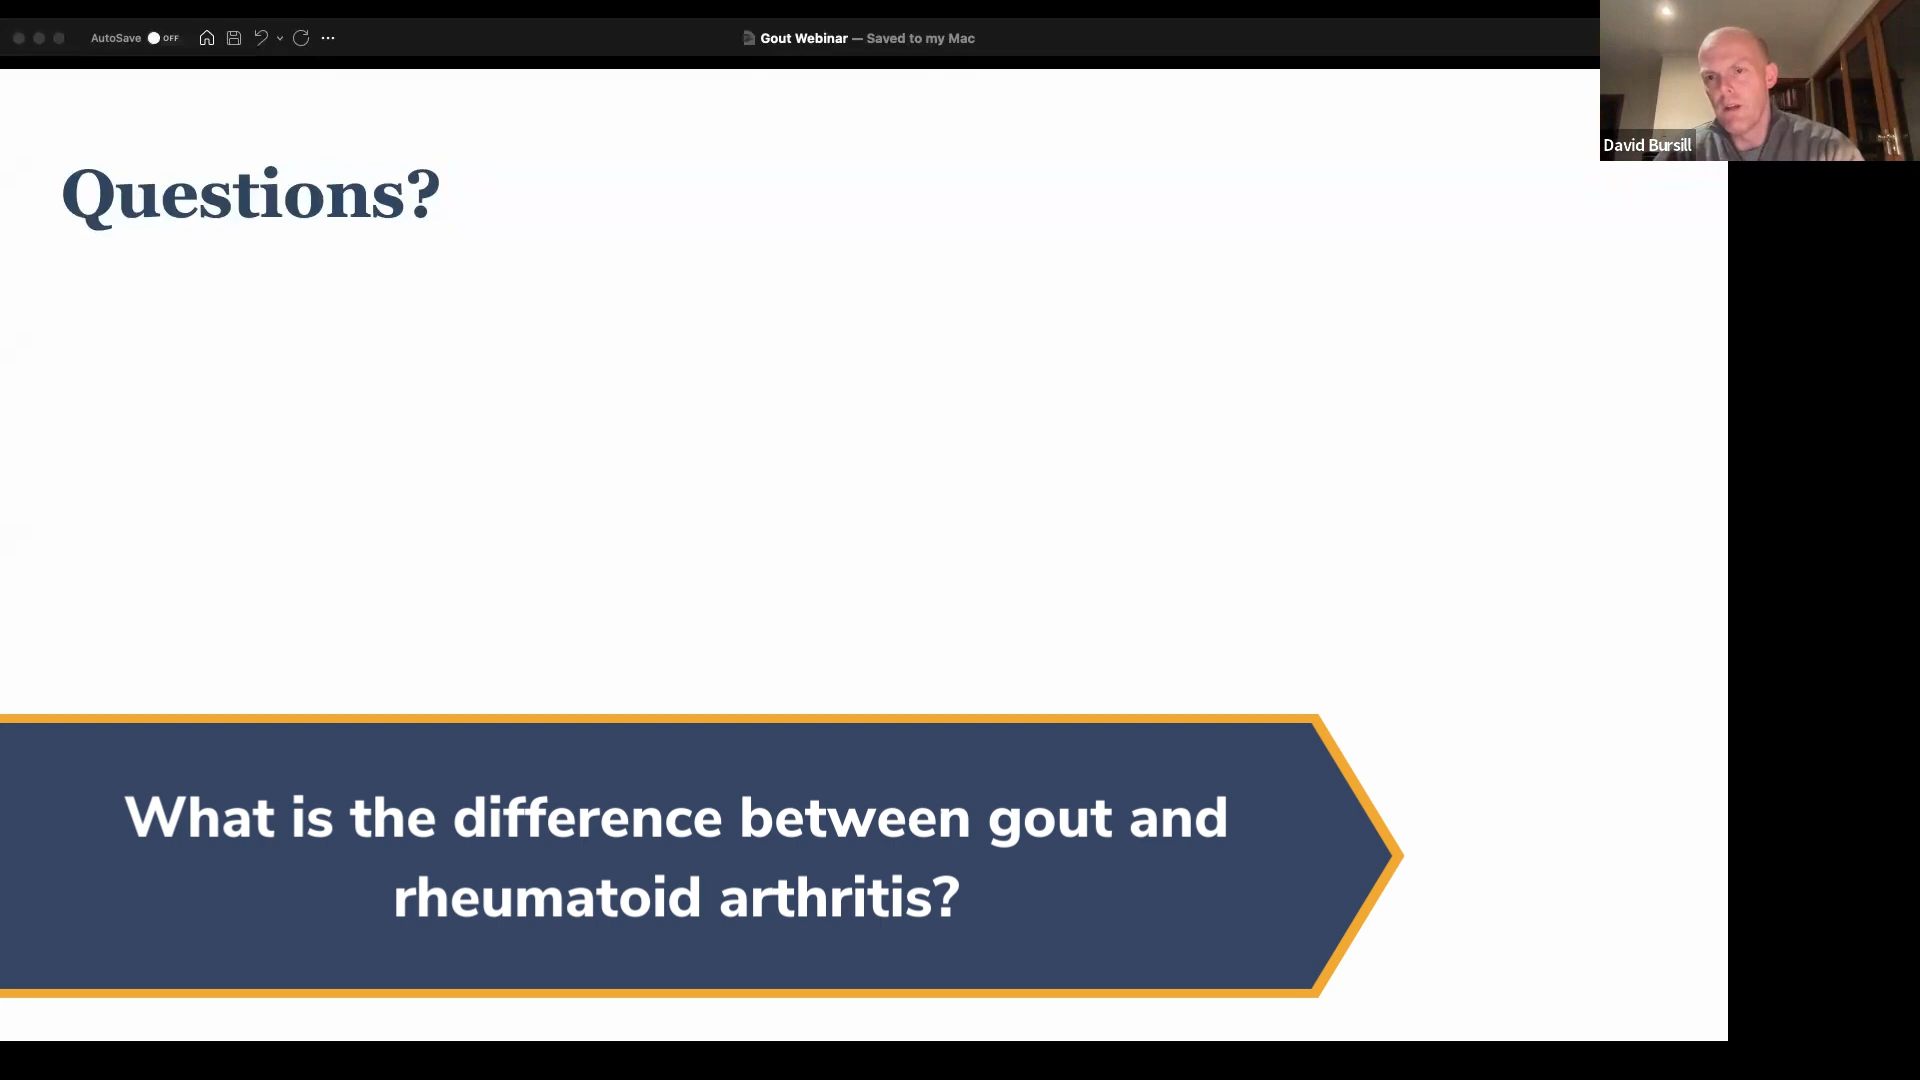 AutoSave OFF
Gout Webinar — Saved to my Mac
David Bursill
Questions?
What is the difference between gout and
rheumatoid arthritis?